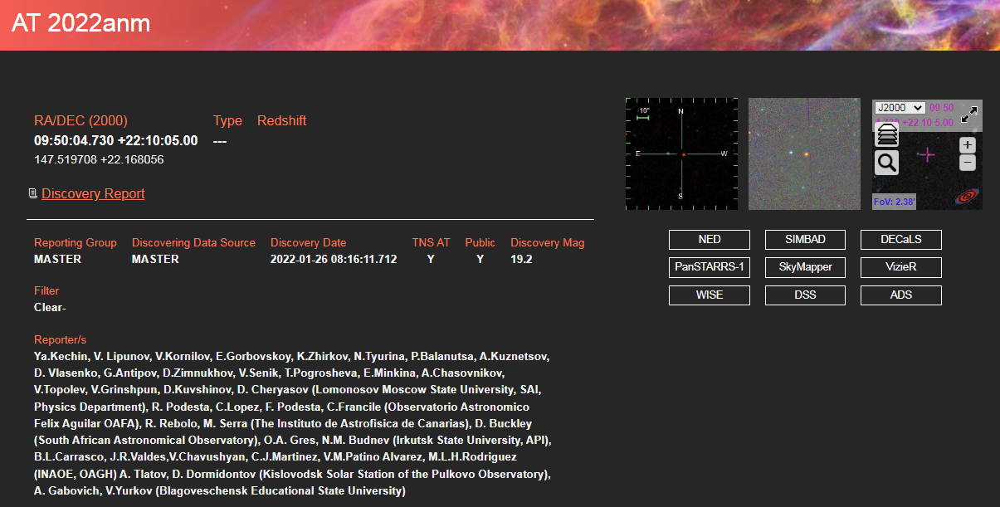 AT 2022anm
RA/DEC (2000) Type Redshift
09:50:04.730 +22:10:05.00 ---
147.519708 +22.168056
Discovery Report
Reporting Group Discovering Data Source Discovery Date TNS AT Public Discovery Mag
MASTER MASTER 2022-01-26 08:16:11.712 Y Y 19.2
Filter
Clear-
Reporter/s
Ya.Kechin, V. Lipunov, V.Kornilov, E.Gorbovskoy, K.Zhirkov, N.Tyurina, P.Balanutsa, A.Kuznetsov,
D. Vlasenko, G.Antipov, D.Zimnukhov, V.Senik, T.Pogrosheva, E.Minkina, A.Chasovnikov,
V.Topolev, V.Grinshpun, D.Kuvshinov, D. Cheryasov (Lomonosov Moscow State University, SAI,
Physics Department), R. Podesta, C.Lopez, F. Podesta, C.Francile (Observatorio Astronomico
Felix Aguilar OAFA), R. Rebolo, M. Serra (The Instituto de Astrofisica de Canarias), D. Buckley
(South African Astronomical Observatory), O.A. Gres, N.M. Budnev (Irkutsk State University, API),
B.L.Carrasco, J.R.Valdes,V.Chavushyan, C.J.Martinez, V.M.Patino Alvarez, M.L.H.Rodriguez
(INAOE, OAGH) A. Tlatov, D. Dormidontov (Kislovodsk Solar Station of the Pulkovo Observatory),
A. Gabovich, V.Yurkov (Blagoveschensk Educational State University)
10"
N
E W
S
J2000 09 50
4.730 +22 10 5.00
+
−
FoV: 2.38'
NED SIMBAD DECaLS
PanSTARRS-1 SkyMapper VizieR
WISE DSS ADS